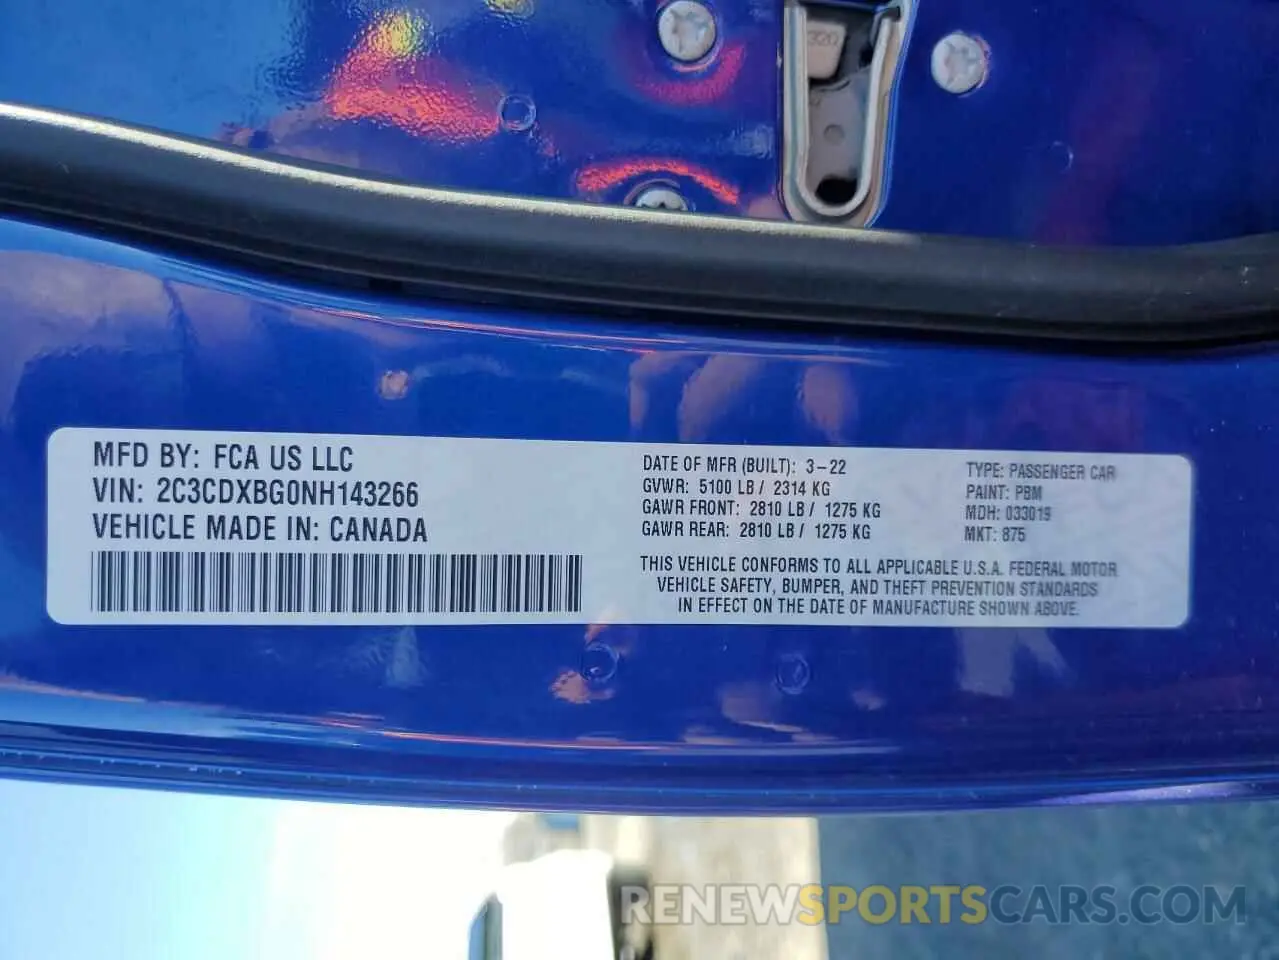 320
MFD BY: FCA US LLC
VIN: 2C3CDXBG0NH143266
VEHICLE MADE IN: CANADA
DATE OF MFR (BUILT): 3-22
GVWR: 5100 LB / 2314 KG
GAWR FRONT: 2810 LB / 1275 KG
GAWR REAR: 2810 LB / 1275 KG
TYPE: PASSENGER CAR
PAINT: PBM
MDH: 033019
MKT: 875
THIS VEHICLE CONFORMS TO ALL APPLICABLE U.S.A. FEDERAL MOTOR
VEHICLE SAFETY, BUMPER, AND THEFT PREVENTION STANDARDS
IN EFFECT ON THE DATE OF MANUFACTURE SHOWN ABOVE.
RENEWSPORTSCARS.COM